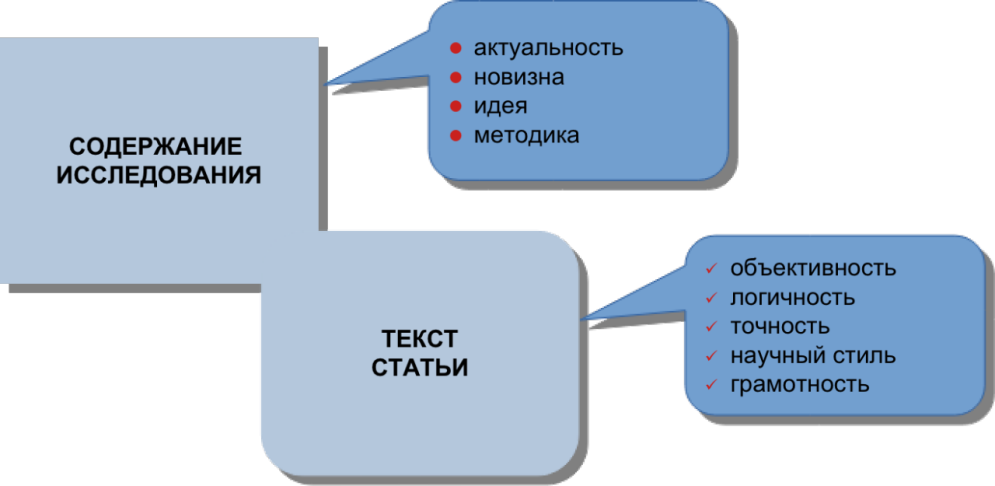 СОДЕРЖАНИЕ
ИССЛЕДОВАНИЯ
актуальность
новизна
идея
методика
ТЕКСТ
СТАТЬИ
объективность
логичность
точность
научный стиль
грамотность